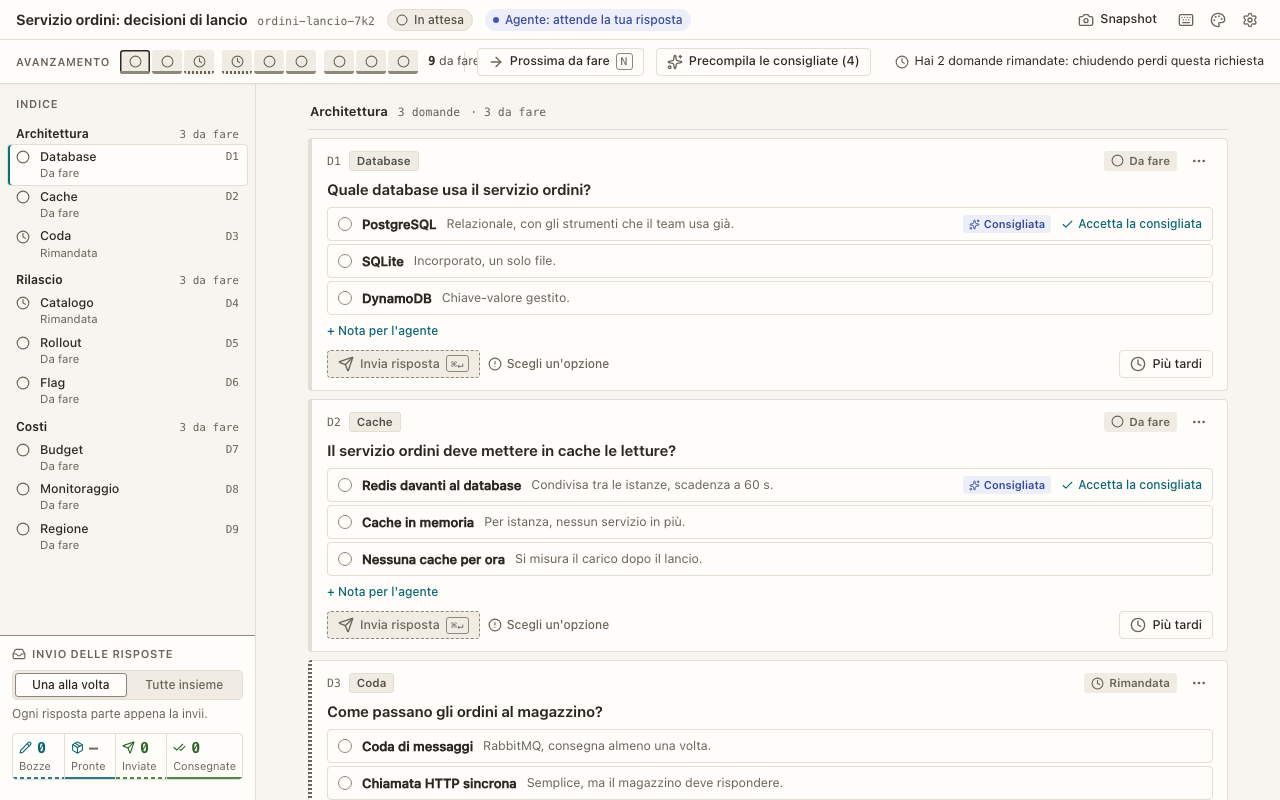 Servizio ordini: decisioni di lancio ordini-lancio-7k2 In attesa Agente: attende la tua risposta Snapshot
AVANZAMENTO 9 da fare Prossima da fare N Precompila le consigliate (4) Hai 2 domande rimandate: chiudendo perdi questa richiesta
INDICE
Architettura 3 da fare
Database D1
Da fare
Cache D2
Da fare
Coda D3
Rimandata
Rilascio 3 da fare
Catalogo D4
Rimandata
Rollout D5
Da fare
Flag D6
Da fare
Costi 3 da fare
Budget D7
Da fare
Monitoraggio D8
Da fare
Regione D9
Da fare
INVIO DELLE RISPOSTE
Una alla volta Tutte insieme
Ogni risposta parte appena la invii.
0 — 0 0
Bozze Pronte Inviate Consegnate
Architettura 3 domande · 3 da fare
D1 Database Da fare
Quale database usa il servizio ordini?
PostgreSQL Relazionale, con gli strumenti che il team usa già. Consigliata Accetta la consigliata
SQLite Incorporato, un solo file.
DynamoDB Chiave-valore gestito.
+ Nota per l'agente
Invia risposta ⌘↵ Scegli un'opzione Più tardi
D2 Cache Da fare
Il servizio ordini deve mettere in cache le letture?
Redis davanti al database Condivisa tra le istanze, scadenza a 60 s. Consigliata Accetta la consigliata
Cache in memoria Per istanza, nessun servizio in più.
Nessuna cache per ora Si misura il carico dopo il lancio.
+ Nota per l'agente
Invia risposta ⌘↵ Scegli un'opzione Più tardi
D3 Coda Rimandata
Come passano gli ordini al magazzino?
Coda di messaggi RabbitMQ, consegna almeno una volta.
Chiamata HTTP sincrona Semplice, ma il magazzino deve rispondere.